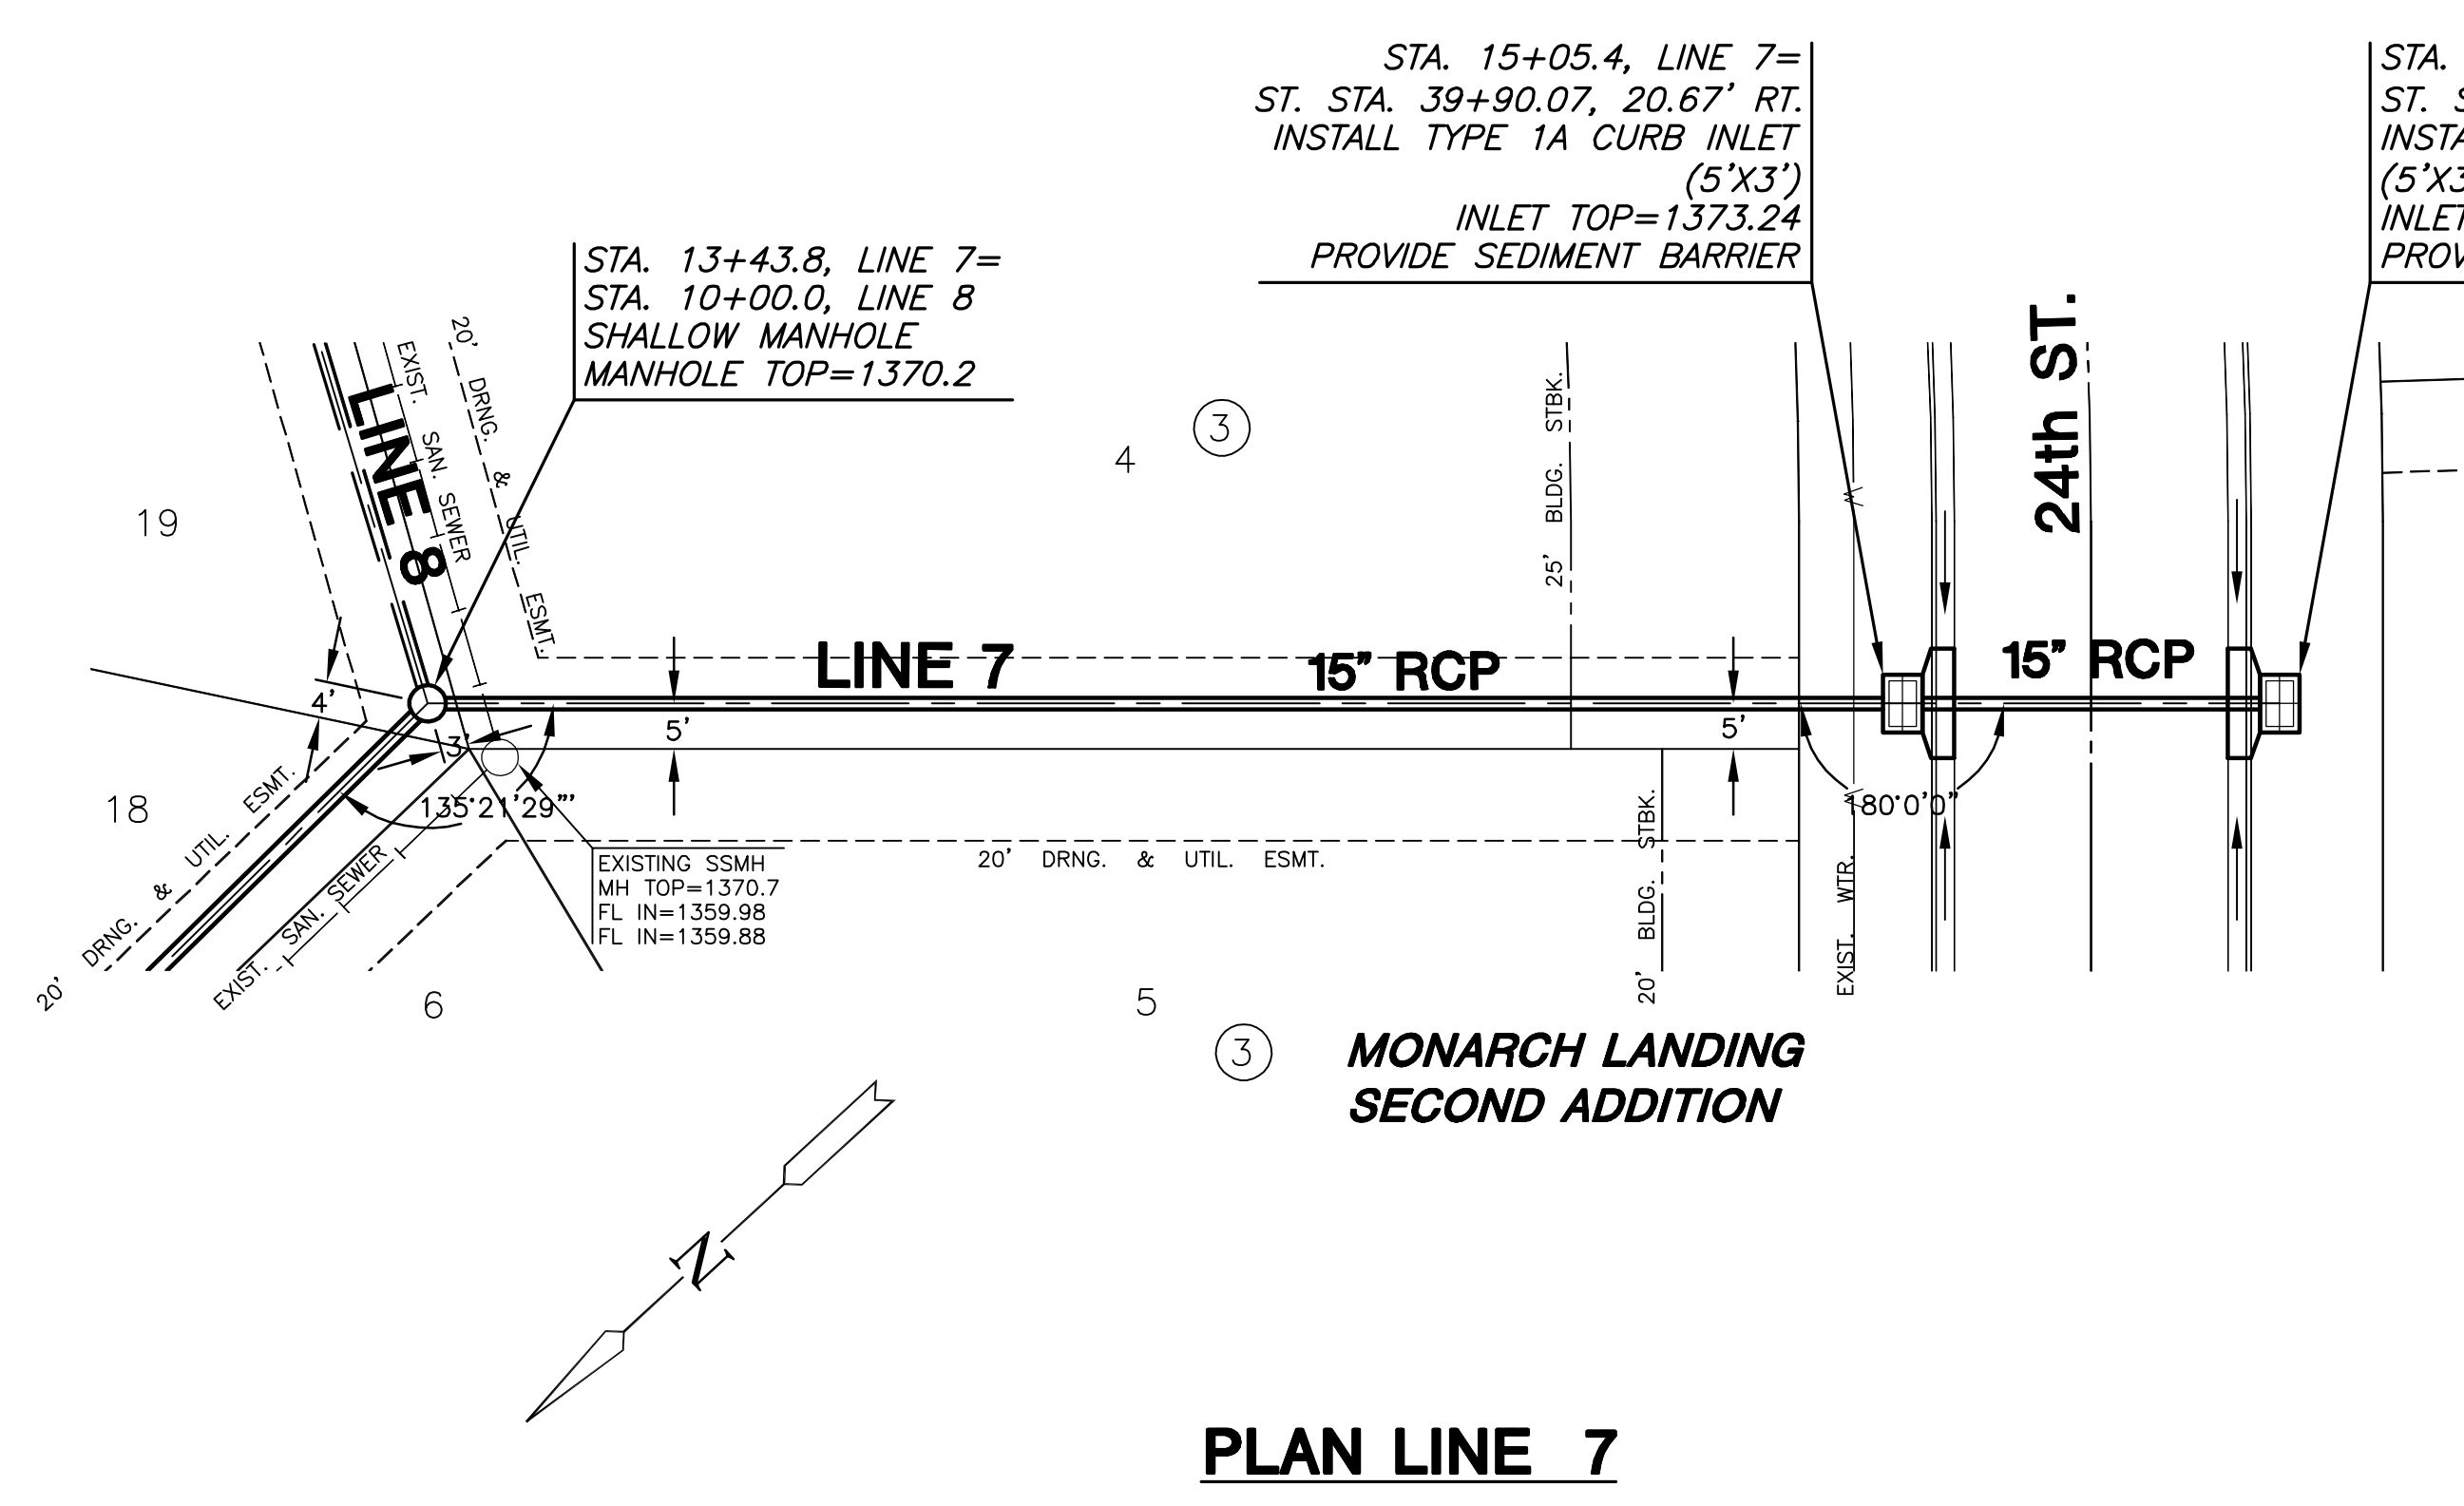 STA. 15+05.4, LINE 7=
ST. STA. 39+90.07, 20.67' RT.
INSTALL TYPE 1A CURB INLET
(5'X3')
INLET TOP=1373.24
PROVIDE SEDIMENT BARRIER
STA.
ST.
(5'X3
STA. 13+43.8, LINE 7=
STA. 10+00.0, LINE 8
SHALLOW MANHOLE
MANHOLE TOP=1370.2
24th ST.
20' DRNG. & UTIL. ESMT.
EXIST. SAN. SEWER
LINE 8
25' BLDG. STBK.
3
4
19
W
LINE 7
15" RCP
15" RCP
4'
3'
5'
5'
135°21'29"'
180°0'0"
W
18
20' DRNG. & UTIL. ESMT.
EXIST. SAN. SEWER
EXISTING SSMH
MH TOP=1370.7
FL IN=1359.98
FL IN=1359.88
20' DRNG. & UTIL. ESMT.
20' BLDG. STBK.
EXIST. WTR.
6
5
3
MONARCH LANDING
SECOND ADDITION
N
PLAN LINE 7